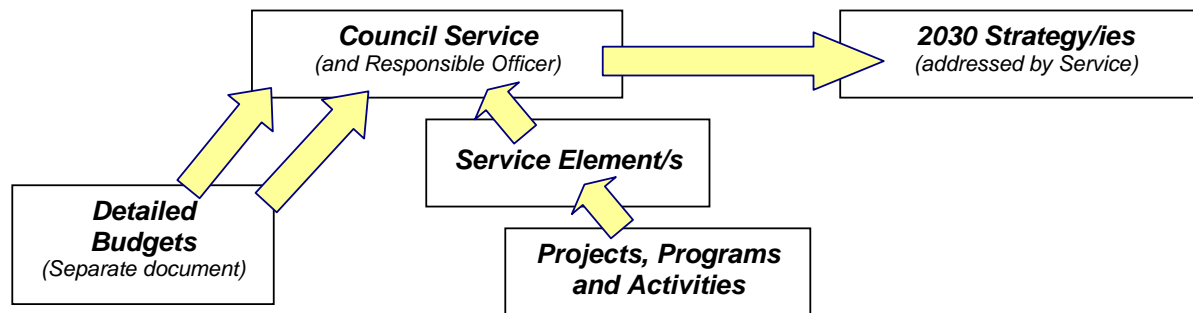 Council Service
(and Responsible Officer)
2030 Strategy/ies
(addressed by Service)
Service Element/s
Detailed
Budgets
(Separate document)
Projects, Programs
and Activities